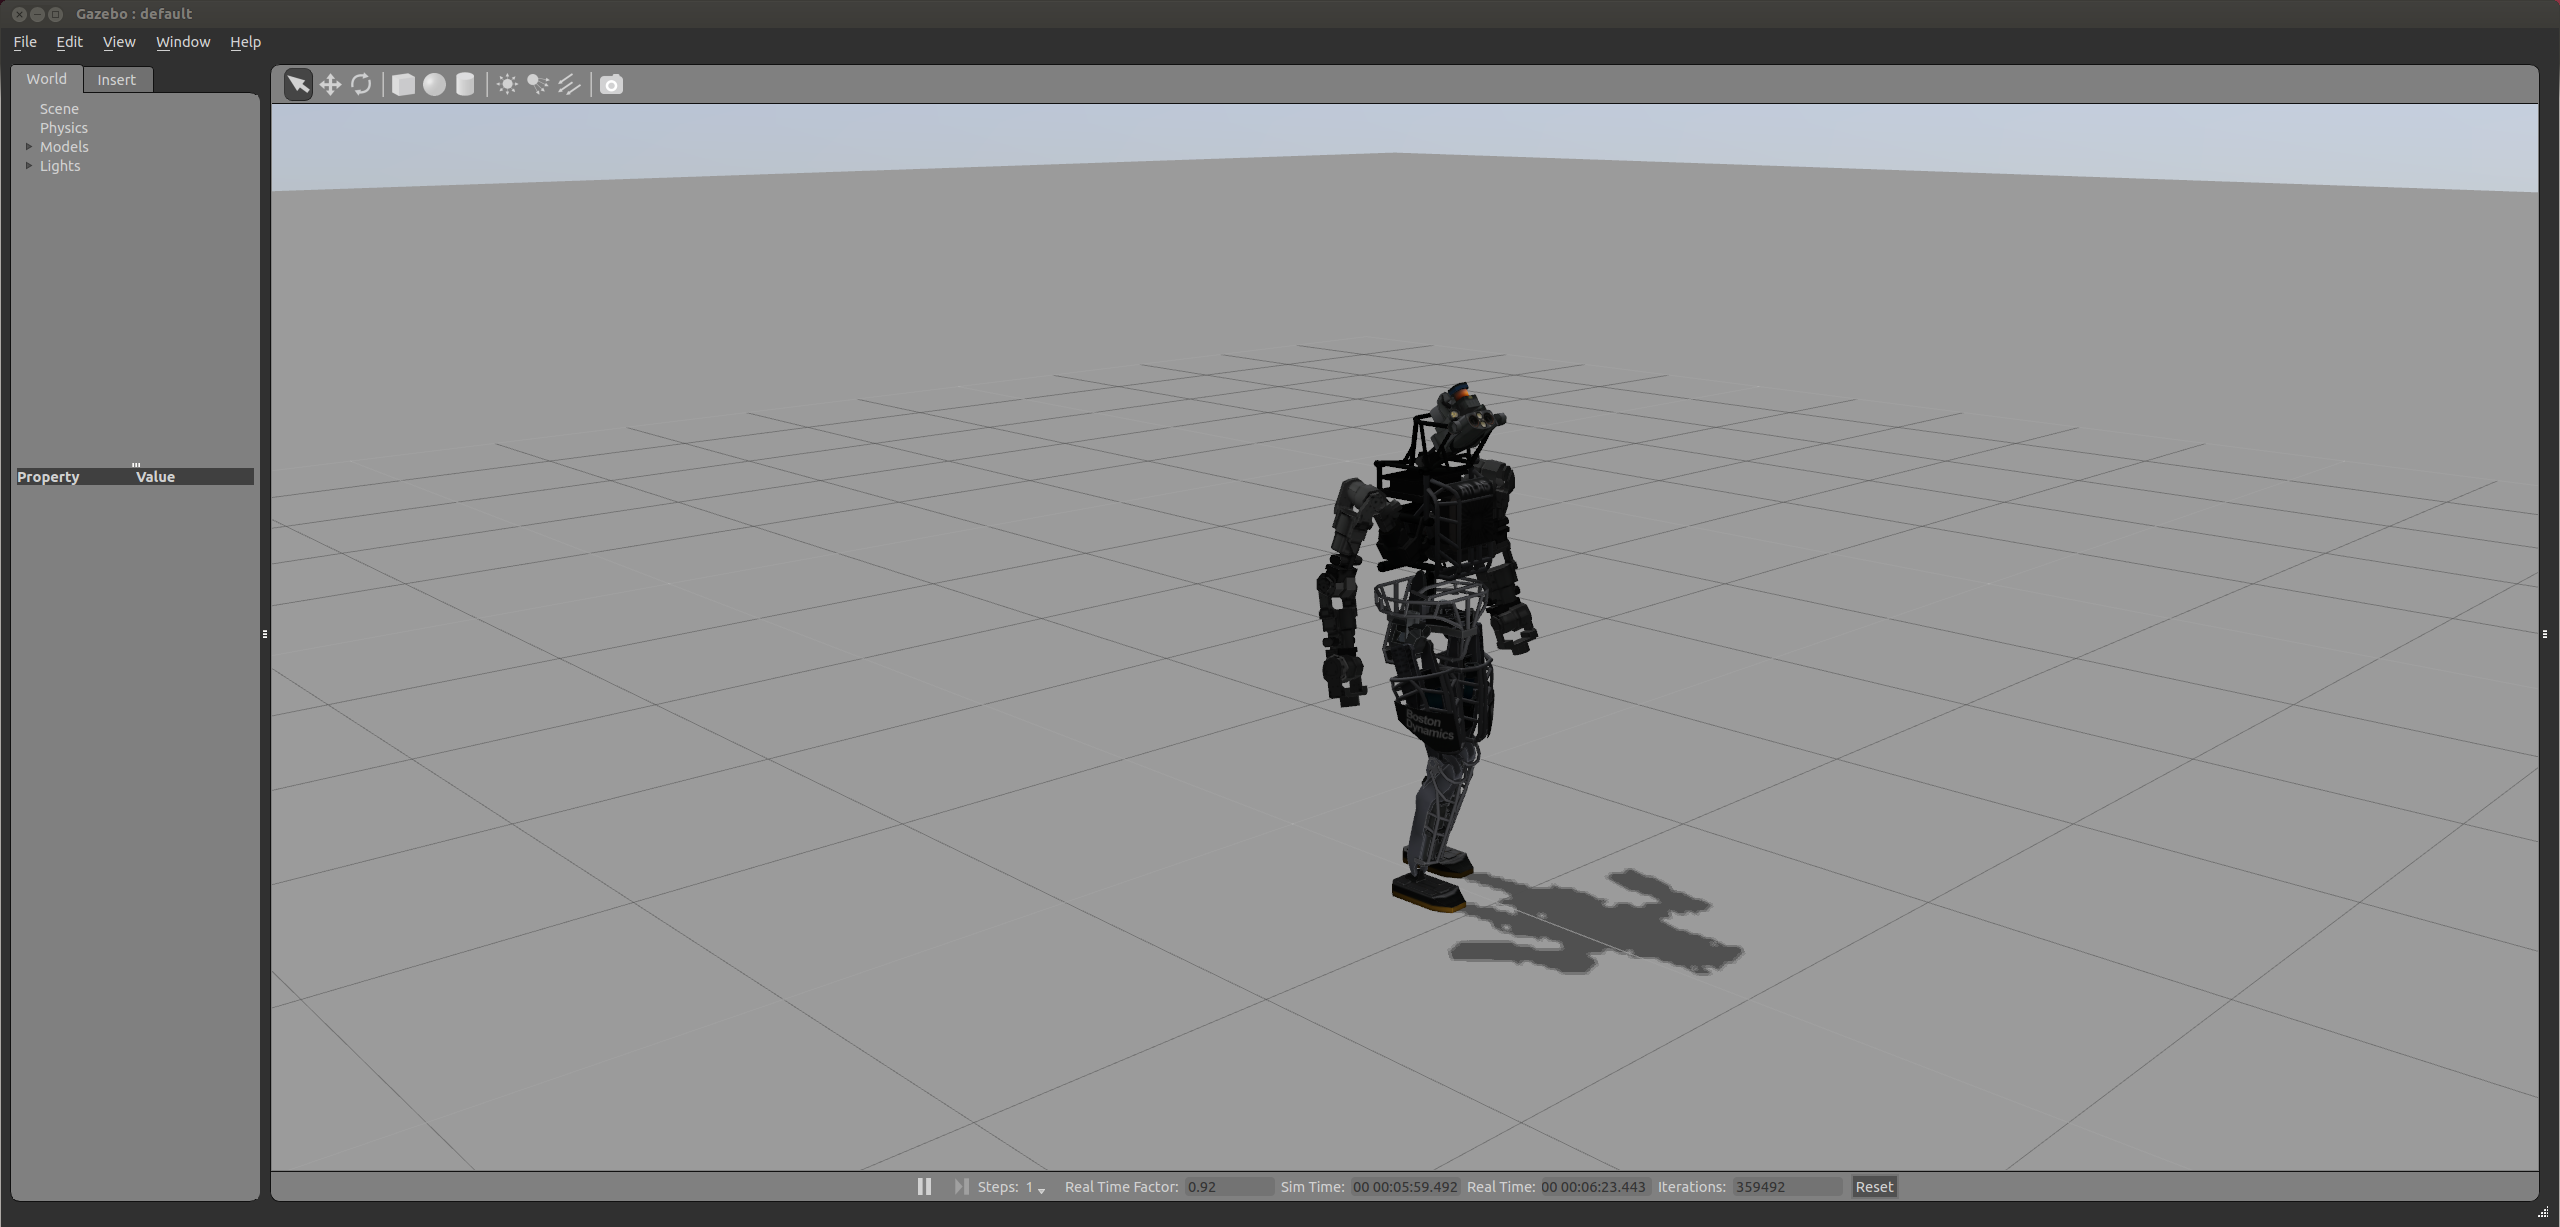 Gazebo : default
File Edit View Window Help
World Insert
Scene
Physics
Models
Lights
Property Value
ATLAS
Boston
Dynamics
Steps: 1 Real Time Factor: 0.92 Sim Time: 00 00:05:59.492 Real Time: 00 00:06:23.443 Iterations: 359492 Reset